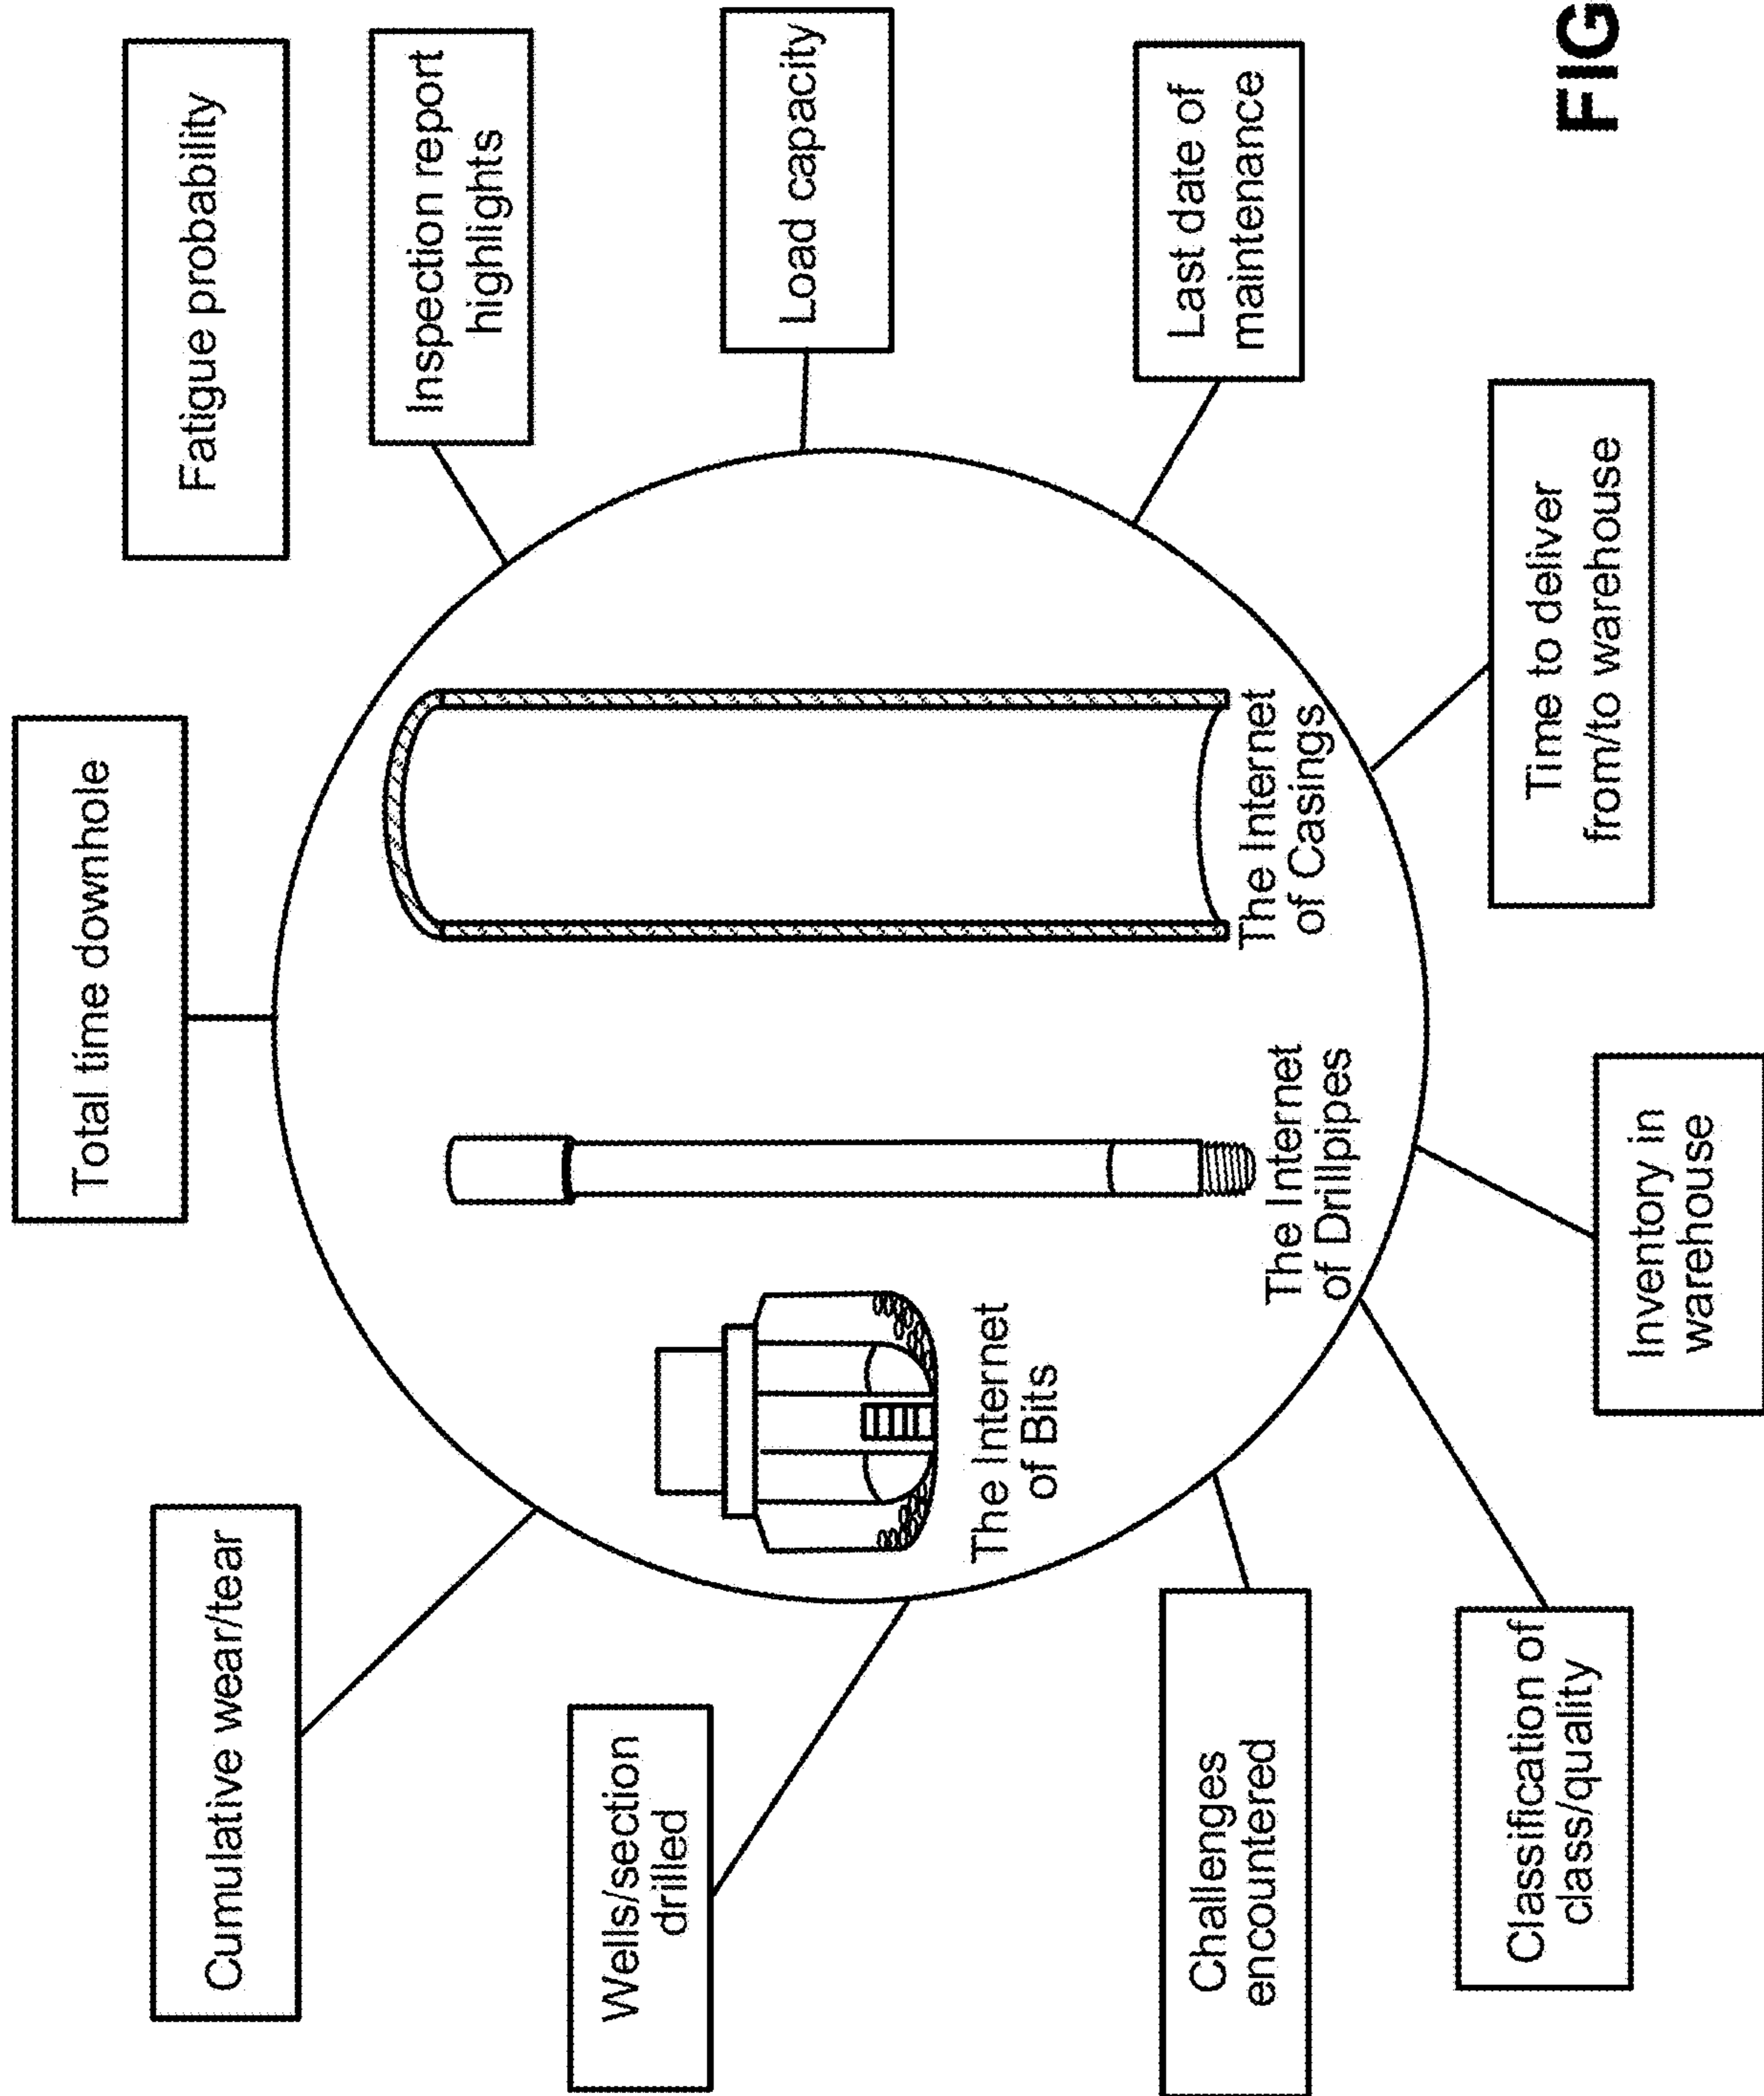 Total time downhole
Cumulative wear/tear
Fatigue probability
Wells/section
drilled
Inspection report
highlights
The Internet
of Bits
The Internet
of Drillpipes
The Internet
of Casings
Load capacity
Challenges
encountered
Last date of
maintenance
Classification of
class/quality
Inventory in
warehouse
Time to deliver
from/to warehouse
FIG